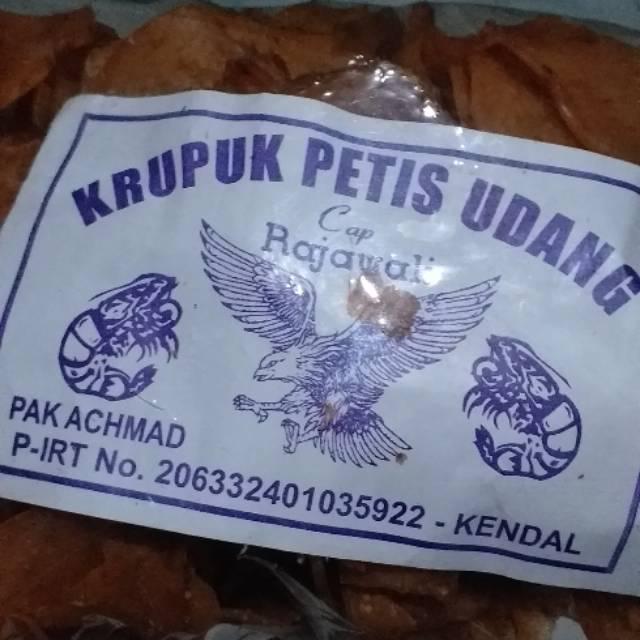 KRUPUK PETIS UDANG
Cap
Rajawali
PAK ACHMAD
P-IRT No. 206332401035922 - KENDAL